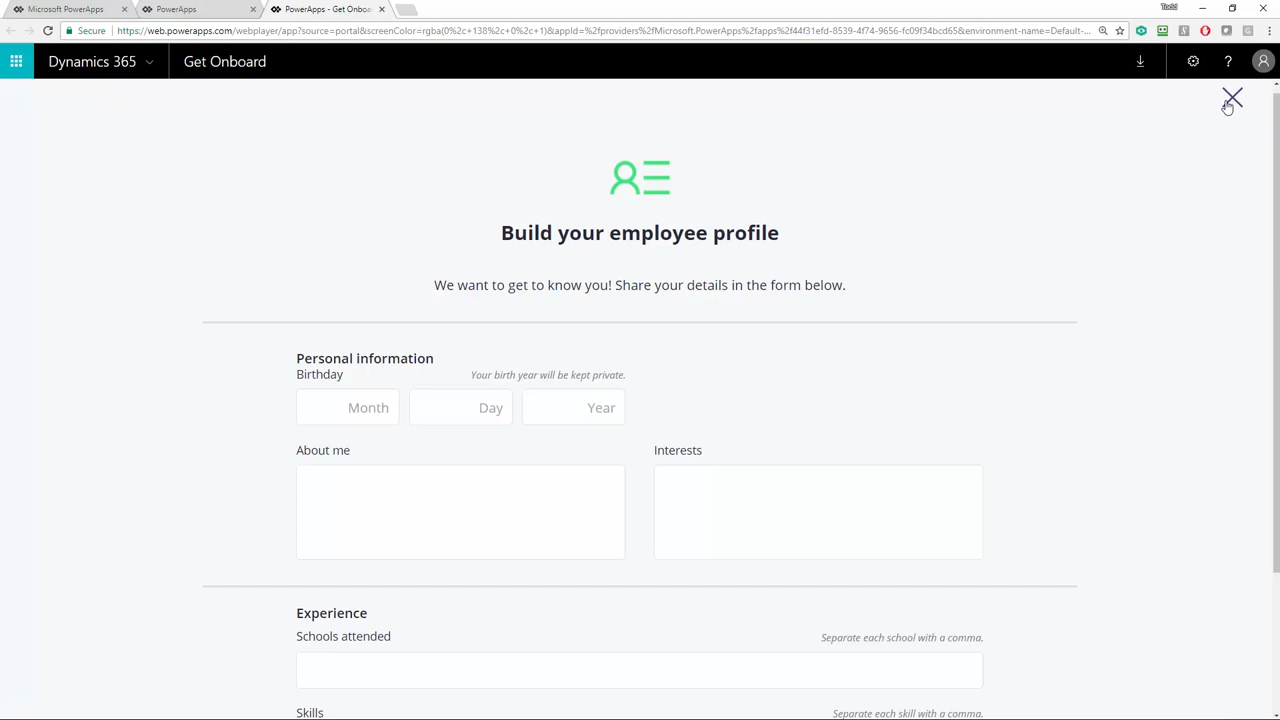 Todd
Microsoft PowerApps
PowerApps
PowerApps - Get Onboa
Secure
https://web.powerapps.com/webplayer/app?source=portal&screenColor=rgba(0%2c+138%2c+0%2c+1)&appId=%2fproviders%2fMicrosoft.PowerApps%2fapps%2f44f31efd-8539-4f74-9656-fc09f34bcd65&environment-name=Default-...
Dynamics 365
Get Onboard
?
Build your employee profile
We want to get to know you! Share your details in the form below.
Personal information
Birthday
Your birth year will be kept private.
Month
Day
Year
About me
Interests
Experience
Schools attended
Separate each school with a comma.
Skills
Separate each skill with a comma.